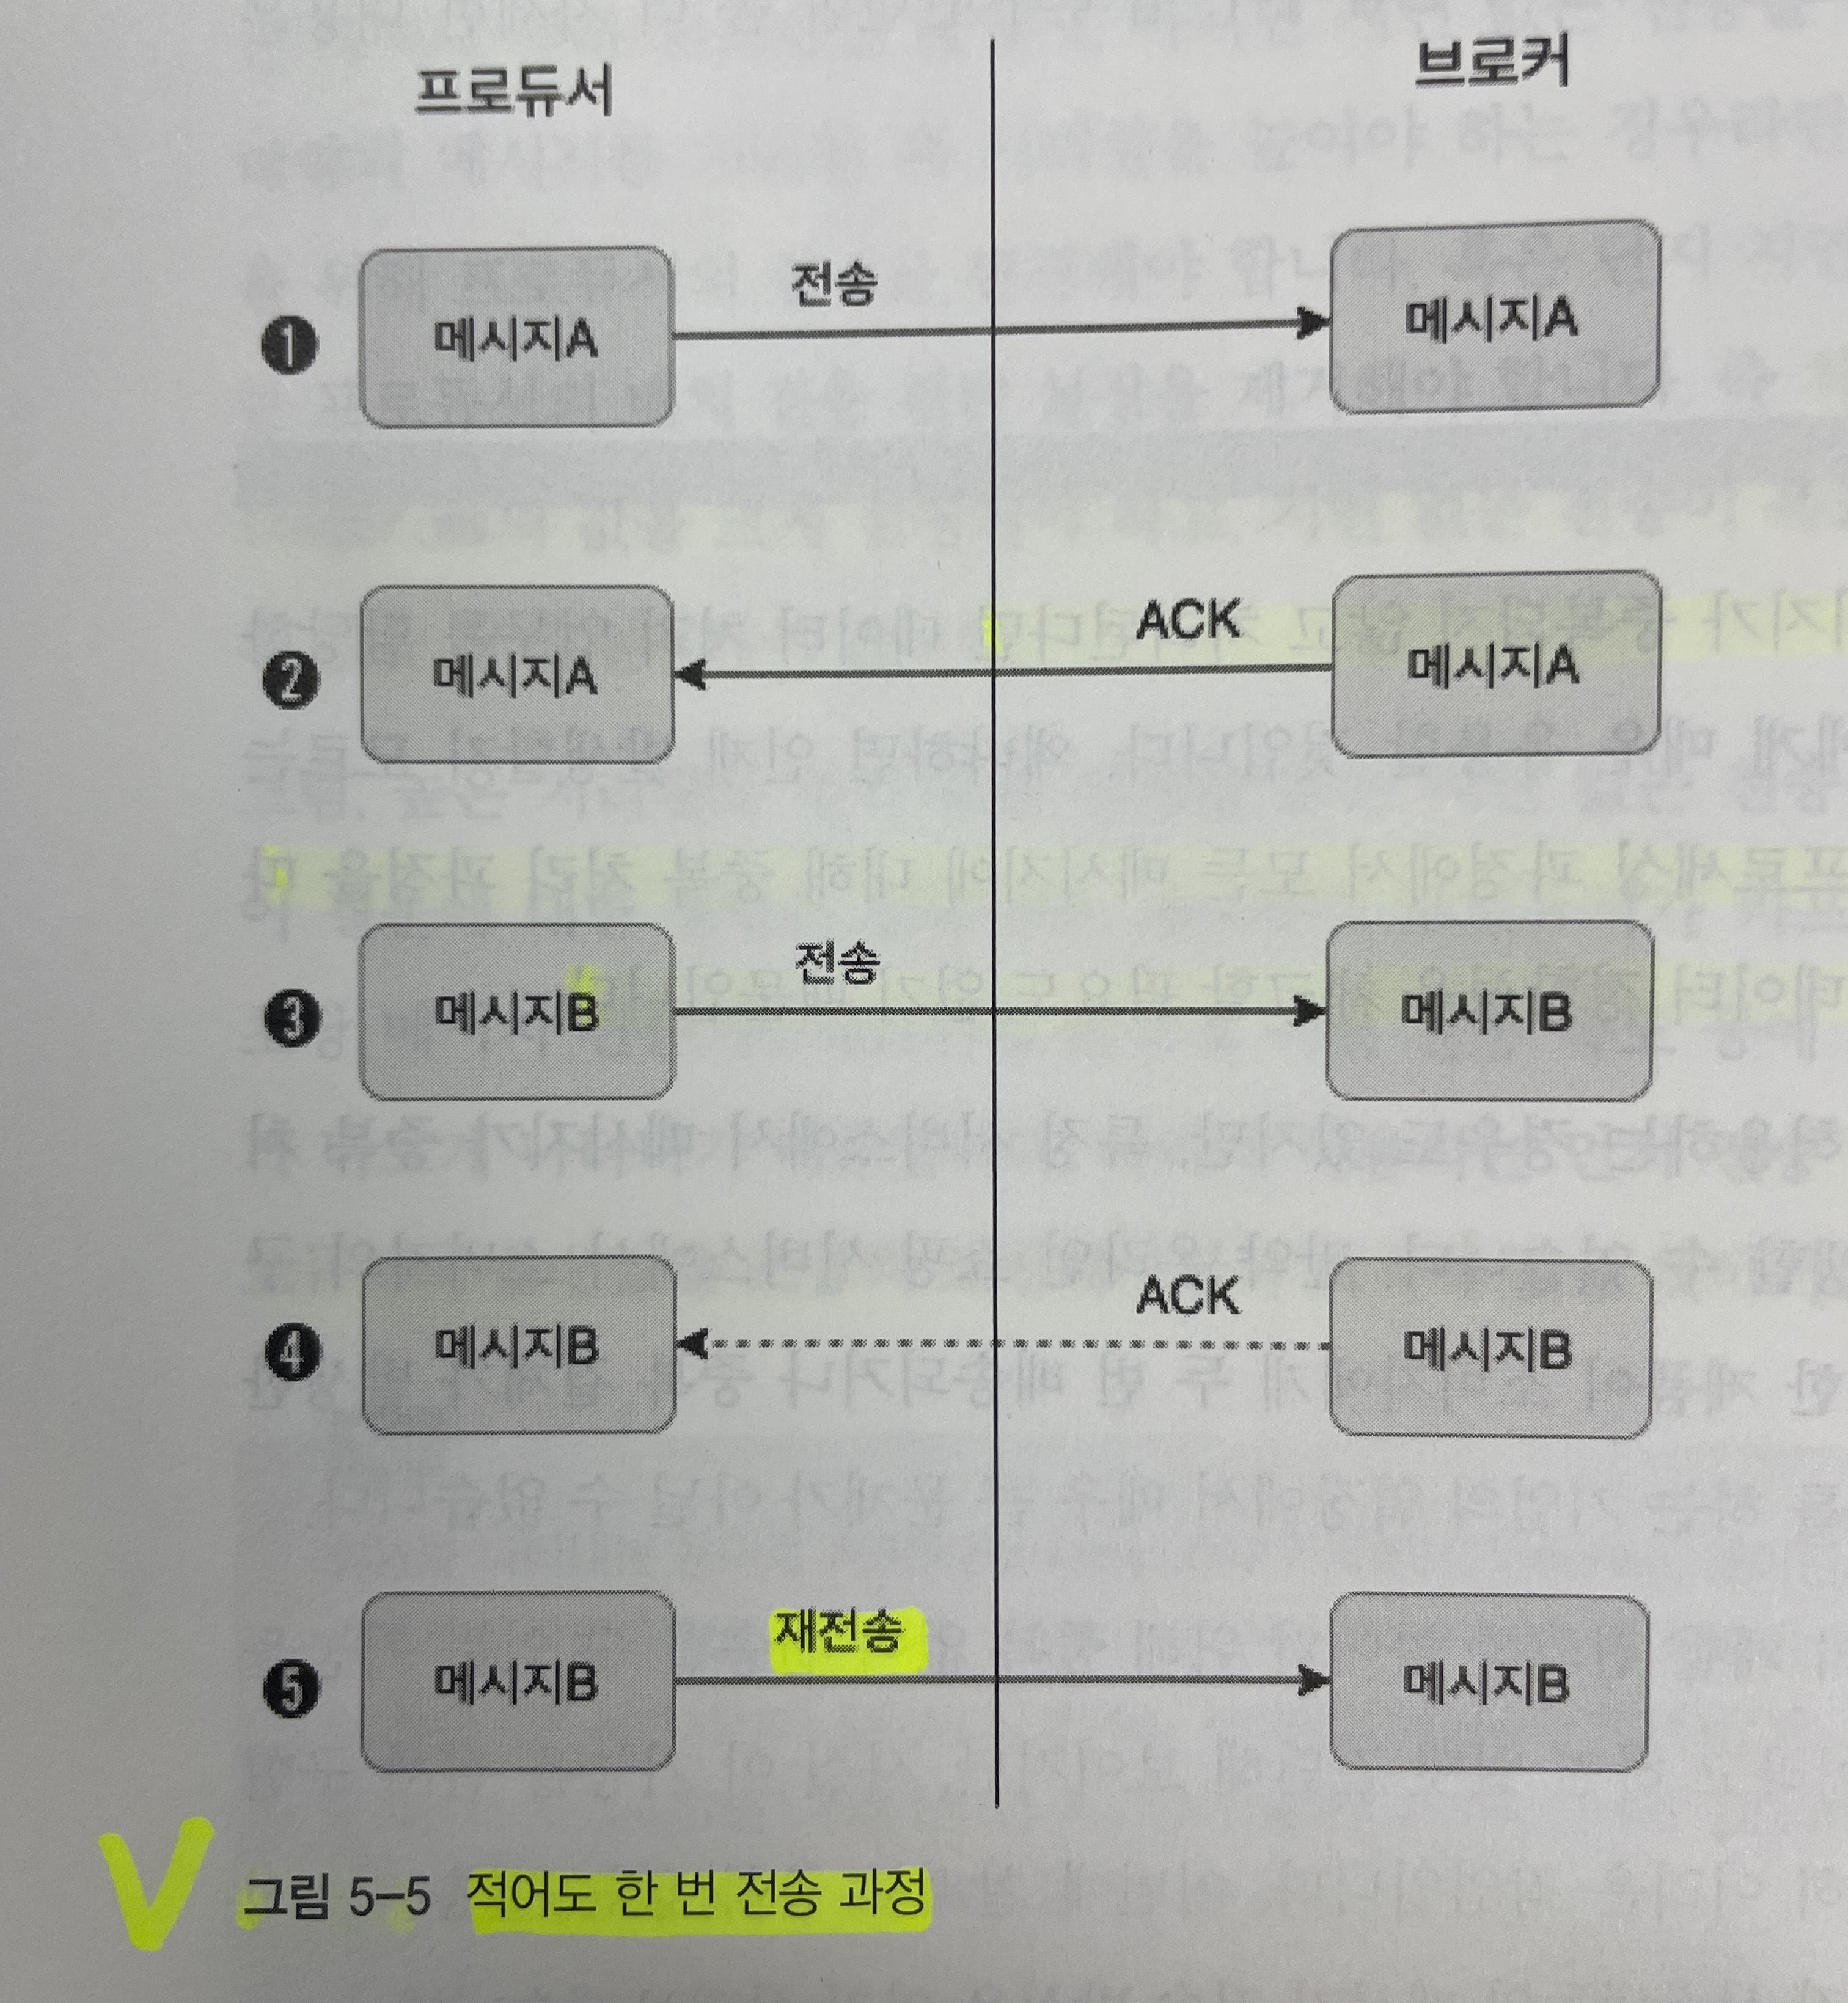 프로듀서 브로커
전송
❶ 메시지A 메시지A
ACK
❷ 메시지A 메시지A
전송
❸ 메시지B 메시지B
ACK
❹ 메시지B 메시지B
재전송
❺ 메시지B 메시지B
그림 5-5 적어도 한 번 전송 과정